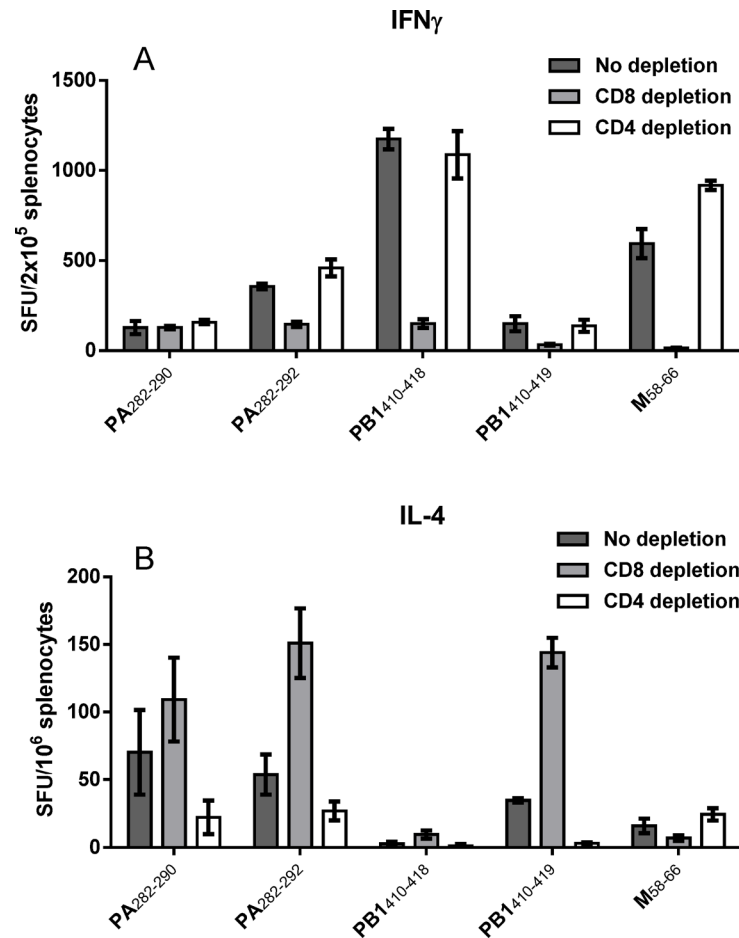 IFNγ
A
No depletion
CD8 depletion
CD4 depletion
SFU/2x10⁵ splenocytes
1500
1000
500
0
PA282-290
PA282-292
PB1410-418
PB1410-419
M58-66
IL-4
B
No depletion
CD8 depletion
CD4 depletion
SFU/10⁶ splenocytes
200
150
100
50
0
PA282-290
PA282-292
PB1410-418
PB1410-419
M58-66